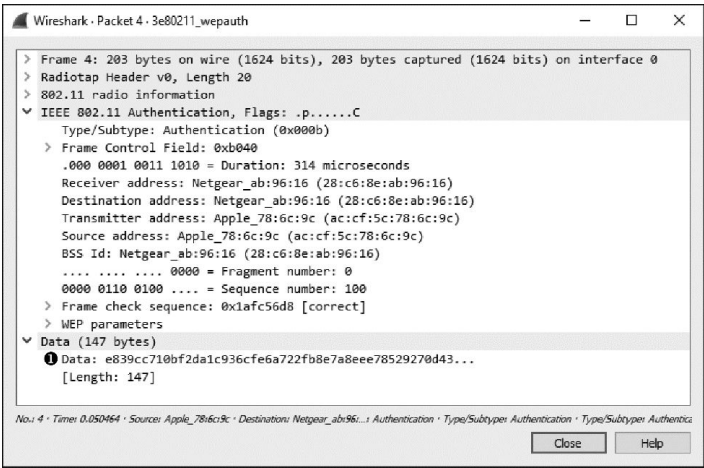 Wireshark · Packet 4 · 3e80211_wepauth
> Frame 4: 203 bytes on wire (1624 bits), 203 bytes captured (1624 bits) on interface 0
> Radiotap Header v0, Length 20
> 802.11 radio information
IEEE 802.11 Authentication, Flags: .p......C
Type/Subtype: Authentication (0x000b)
> Frame Control Field: 0xb040
.000 0001 0011 1010 = Duration: 314 microseconds
Receiver address: Netgear_ab:96:16 (28:c6:8e:ab:96:16)
Destination address: Netgear_ab:96:16 (28:c6:8e:ab:96:16)
Transmitter address: Apple_78:6c:9c (ac:cf:5c:78:6c:9c)
Source address: Apple_78:6c:9c (ac:cf:5c:78:6c:9c)
BSS Id: Netgear_ab:96:16 (28:c6:8e:ab:96:16)
.... .... .... 0000 = Fragment number: 0
0000 0110 0100 .... = Sequence number: 100
> Frame check sequence: 0x1afc56d8 [correct]
> WEP parameters
Data (147 bytes)
❶ Data: e839cc710bf2da1c936cfe6a722fb8e7a8eee78529270d43...
[Length: 147]
No.: 4 · Time: 0.050464 · Source: Apple_78:6c:9c · Destination: Netgear_ab:96:...: Authentication · Type/Subtype: Authentication · Type/Subtype: Authentica
Close
Help